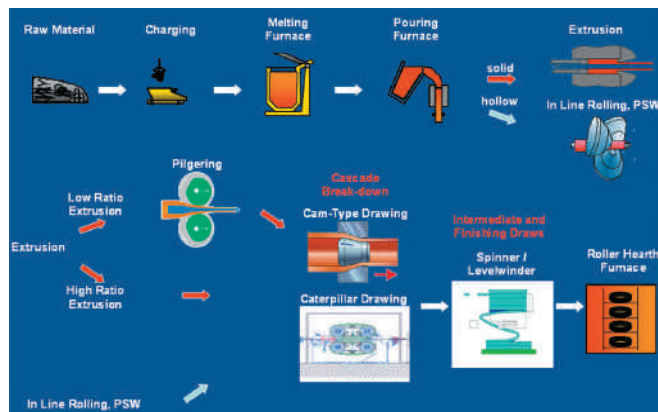 Raw Material
Charging
Melting
Furnace
Pouring
Furnace
Extrusion
solid
hollow
In Line Rolling, PSW
Pilgering
Low Ratio
Extrusion
Extrusion
High Ratio
Extrusion
Cascade
Break-down
Cam-Type Drawing
Caterpillar Drawing
Intermediate and
Finishing Draws
Spinner /
Levelwinder
Roller Hearth
Furnace
In Line Rolling, PSW